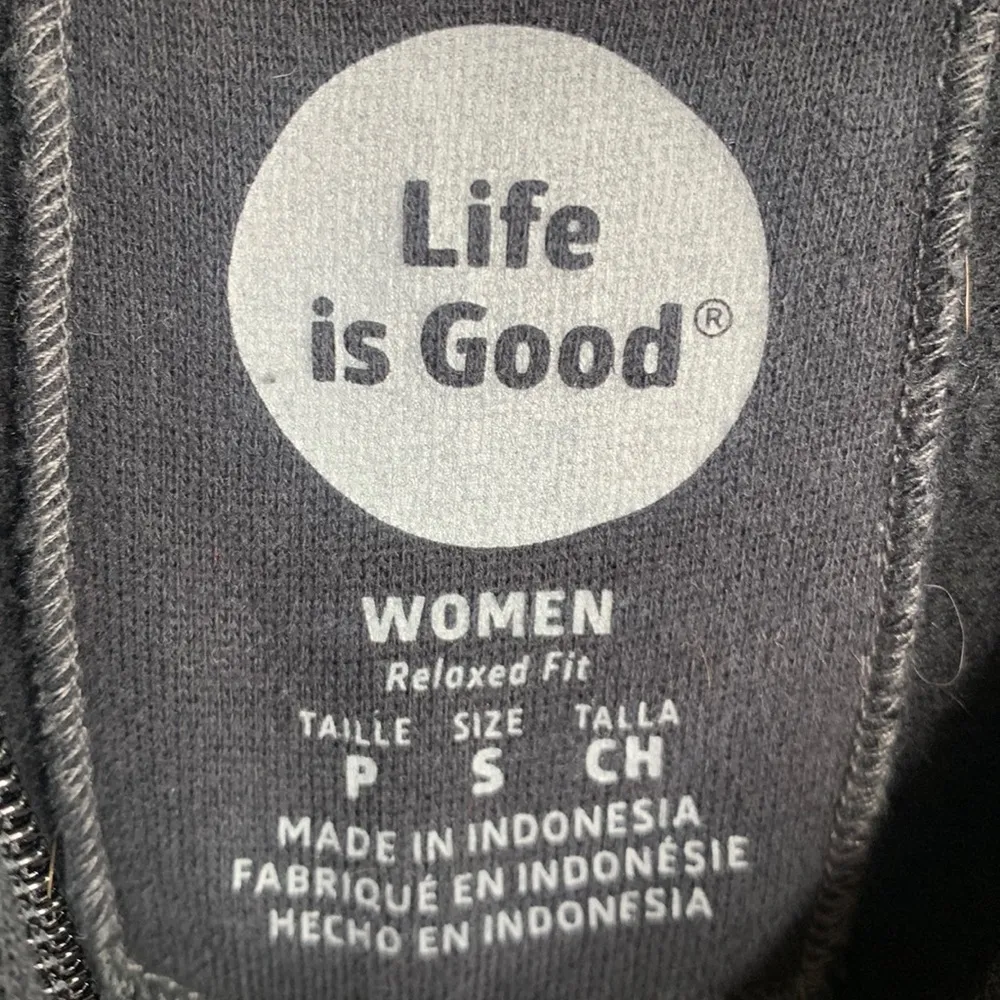 Life
is Good®
WOMEN
Relaxed Fit
TAILLE SIZE TALLA
P S CH
MADE IN INDONESIA
FABRIQUÉ EN INDONÉSIE
HECHO EN INDONESIA